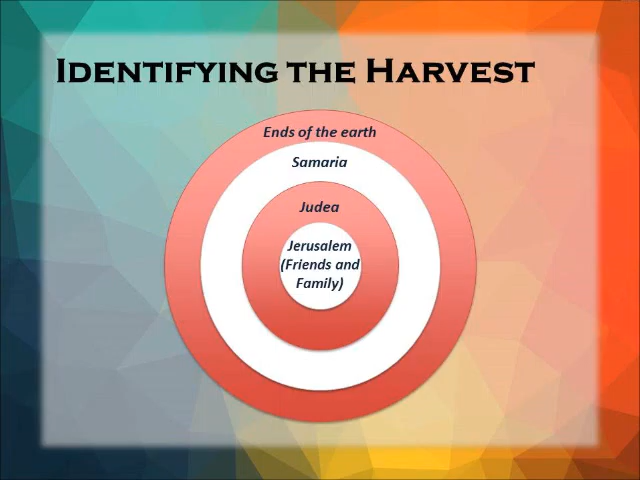 Identifying the Harvest
Ends of the earth
Samaria
Judea
Jerusalem
(Friends and
Family)